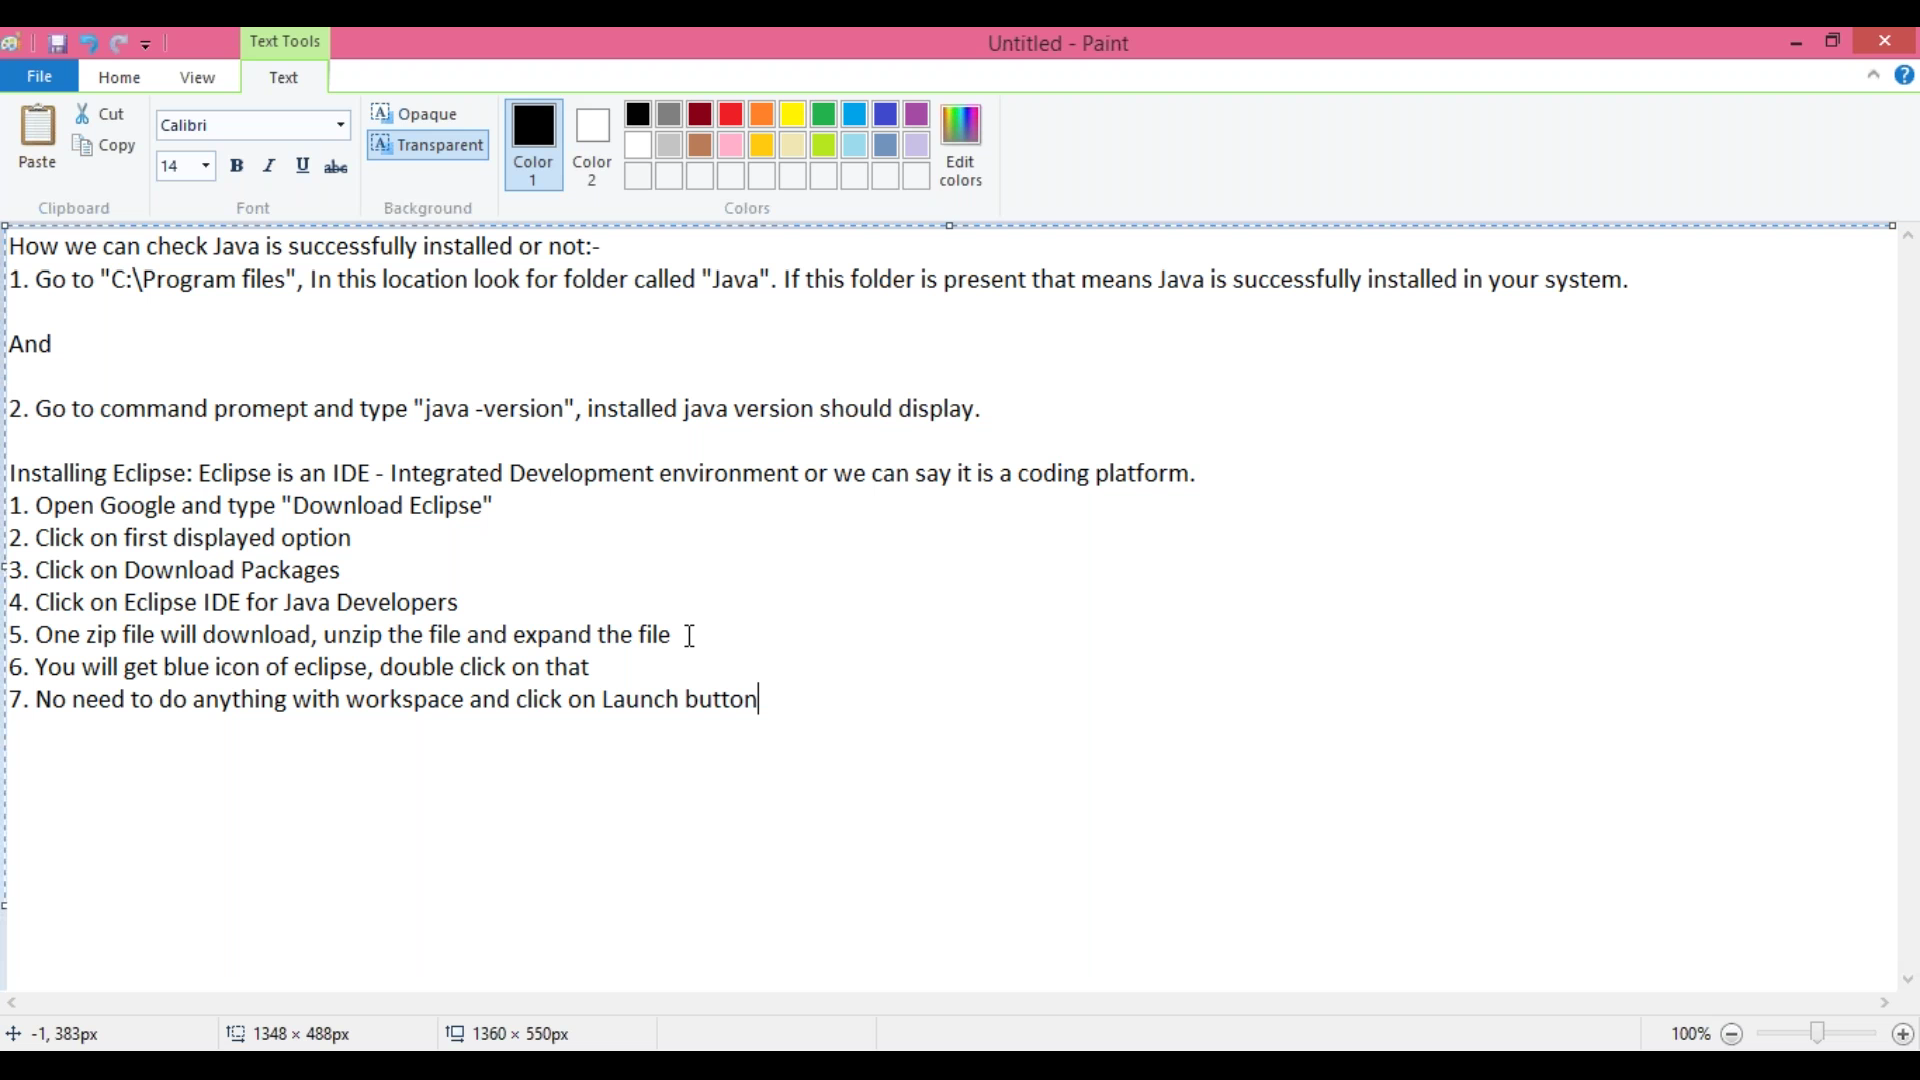 Text Tools
Untitled - Paint
File
Home
View
Text
Paste
Cut
Copy
Clipboard
Calibri
14
B I U abc
Font
Opaque
Transparent
Background
Color 1
Color 2
Edit colors
Colors
How we can check Java is successfully installed or not:-
1. Go to "C:\Program files", In this location look for folder called "Java". If this folder is present that means Java is successfully installed in your system.
And
2. Go to command promept and type "java -version", installed java version should display.
Installing Eclipse: Eclipse is an IDE - Integrated Development environment or we can say it is a coding platform.
1. Open Google and type "Download Eclipse"
2. Click on first displayed option
3. Click on Download Packages
4. Click on Eclipse IDE for Java Developers
5. One zip file will download, unzip the file and expand the file
6. You will get blue icon of eclipse, double click on that
7. No need to do anything with workspace and click on Launch button
-1, 383px
1348 × 488px
1360 × 550px
100%